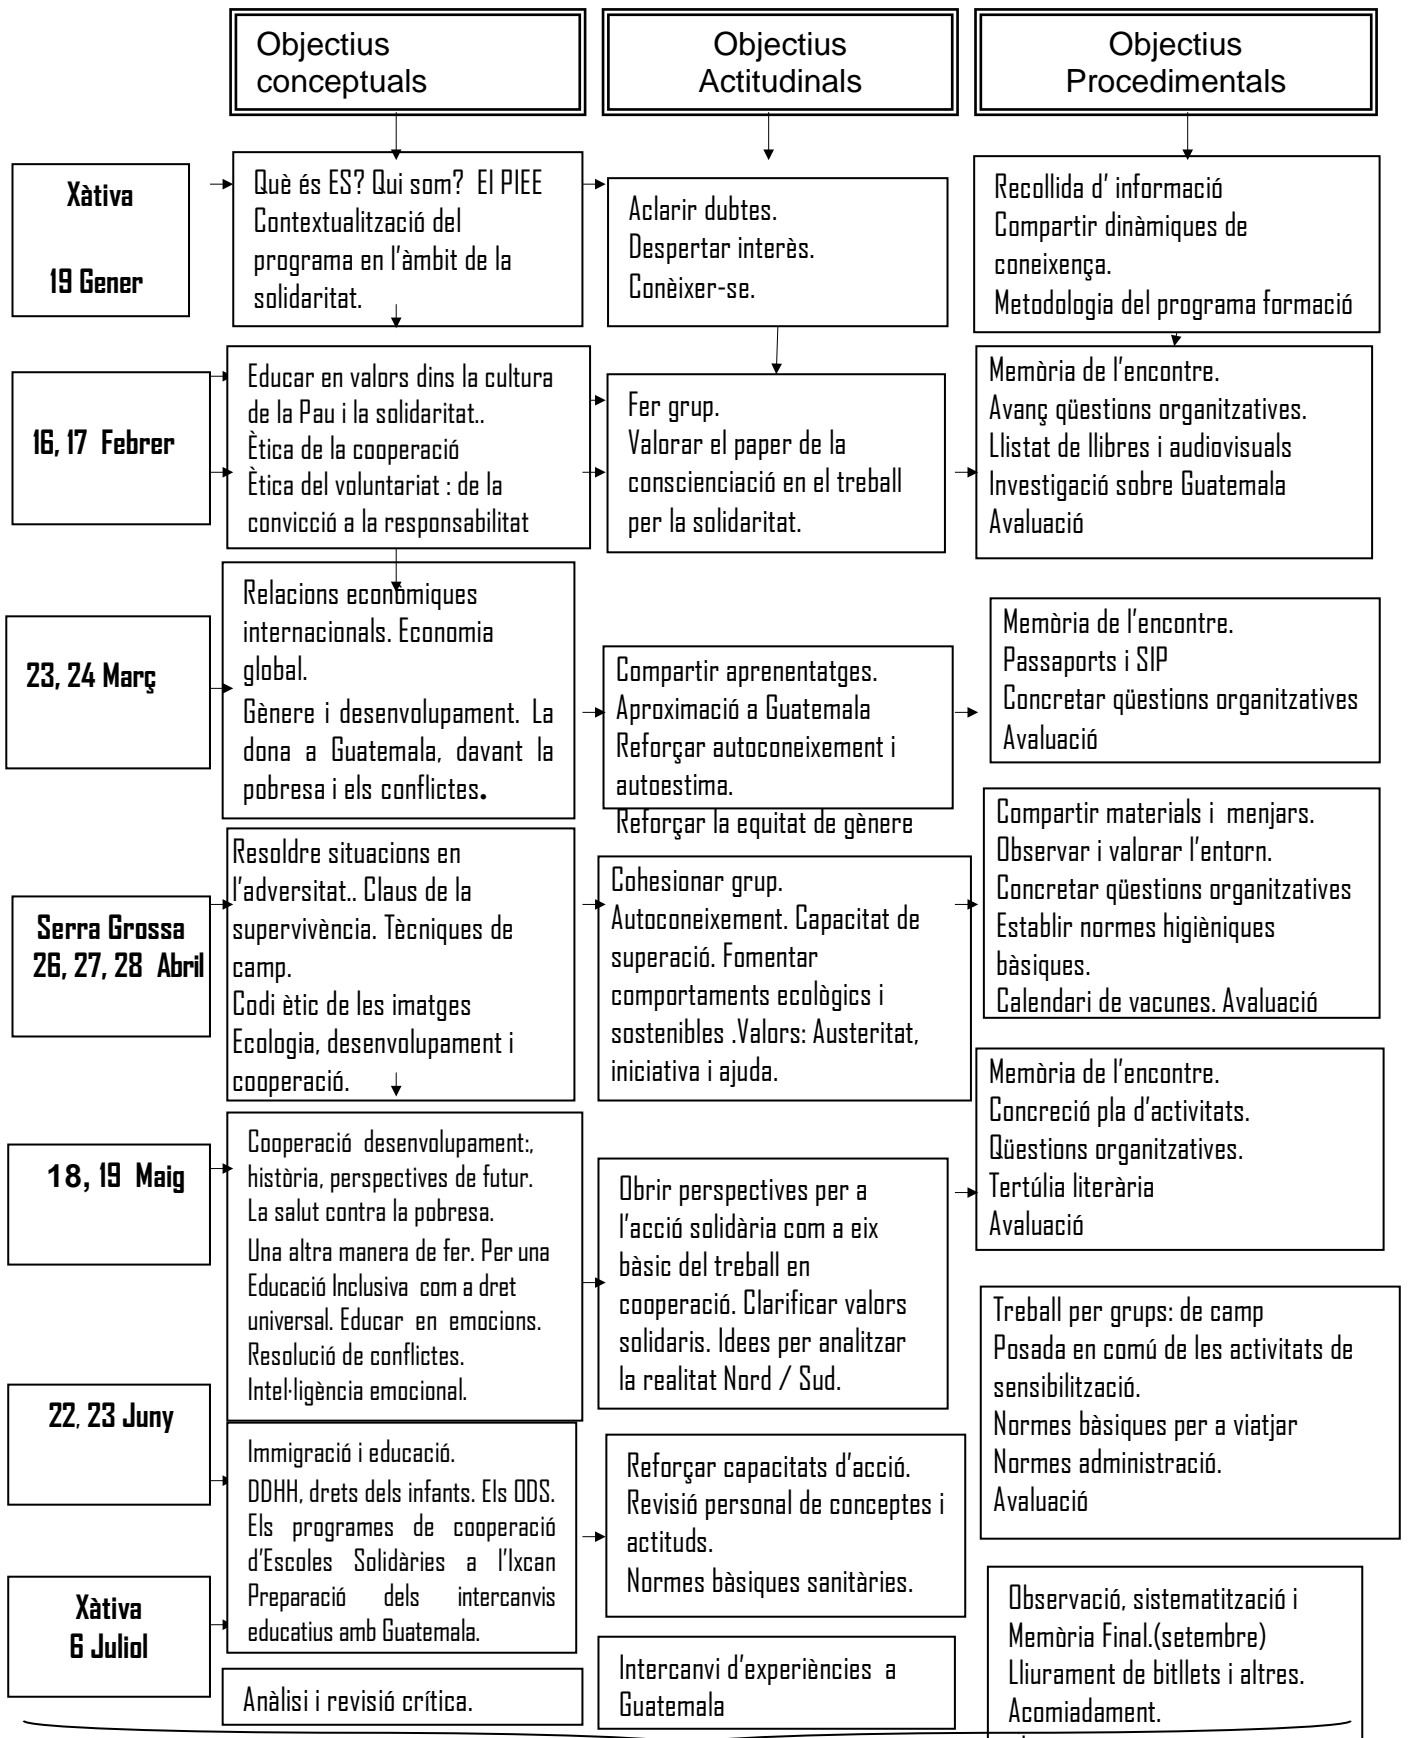 Objectius
conceptuals
Objectius
Actitudinals
Objectius
Procedimentals
Xàtiva
19 Gener
Què és ES? Qui som?  El PIEE
Contextualització del
programa en l'àmbit de la
solidaritat.
Aclarir dubtes.
Despertar interès.
Conèixer-se.
Recollida d' informació
Compartir dinàmiques de
coneixença.
Metodologia del programa formació
16, 17  Febrer
Educar en valors dins la cultura
de la Pau i la solidaritat..
Ètica de la cooperació
Ètica del voluntariat : de la
convicció a la responsabilitat
Fer grup.
Valorar el paper de la
conscienciació en el treball
per la solidaritat.
Memòria de l'encontre.
Avanç qüestions organitzatives.
Llistat de llibres i audiovisuals
Investigació sobre Guatemala
Avaluació
23, 24 Març
Relacions econòmiques
internacionals. Economia
global.
Gènere i desenvolupament. La
dona a Guatemala, davant la
pobresa i els conflictes.
Compartir aprenentatges.
Aproximació a Guatemala
Reforçar autoconeixement i
autoestima.
Reforçar la equitat de gènere
Memòria de l'encontre.
Passaports i SIP
Concretar qüestions organitzatives
Avaluació
Serra Grossa
26, 27, 28  Abril
Resoldre situacions en
l'adversitat.. Claus de la
supervivència. Tècniques de
camp.
Codi ètic de les imatges
Ecologia, desenvolupament i
cooperació.
Cohesionar grup.
Autoconeixement. Capacitat de
superació. Fomentar
comportaments ecològics i
sostenibles .Valors: Austeritat,
iniciativa i ajuda.
Compartir materials i  menjars.
Observar i valorar l'entorn.
Concretar qüestions organitzatives
Establir normes higièniques
bàsiques.
Calendari de vacunes. Avaluació
18, 19  Maig
Cooperació  desenvolupament:,
història, perspectives de futur.
La salut contra la pobresa.
Una altra manera de fer. Per una
Educació Inclusiva  com a dret
universal. Educar  en  emocions.
Resolució de conflictes.
Intel·ligència emocional.
Obrir perspectives per a
l'acció solidària com a eix
bàsic del treball en
cooperació. Clarificar valors
solidaris. Idees per analitzar
la realitat Nord / Sud.
Memòria de l'encontre.
Concreció pla d'activitats.
Qüestions organitzatives.
Tertúlia literària
Avaluació
22, 23 Juny
Immigració i educació.
DDHH, drets dels infants. Els ODS.
Els programes de cooperació
d'Escoles Solidàries a l'Ixcan
Preparació dels intercanvis
educatius amb Guatemala.
Reforçar capacitats d'acció.
Revisió personal de conceptes i
actituds.
Normes bàsiques sanitàries.
Treball per grups: de camp
Posada en comú de les activitats de
sensibilització.
Normes bàsiques per a viatjar
Normes administració.
Avaluació
Xàtiva
6 Juliol
Anàlisi i revisió crítica.
Intercanvi d'experiències  a
Guatemala
Observació, sistematització i
Memòria Final.(setembre)
Lliurament de bitllets i altres.
Acomiadament.